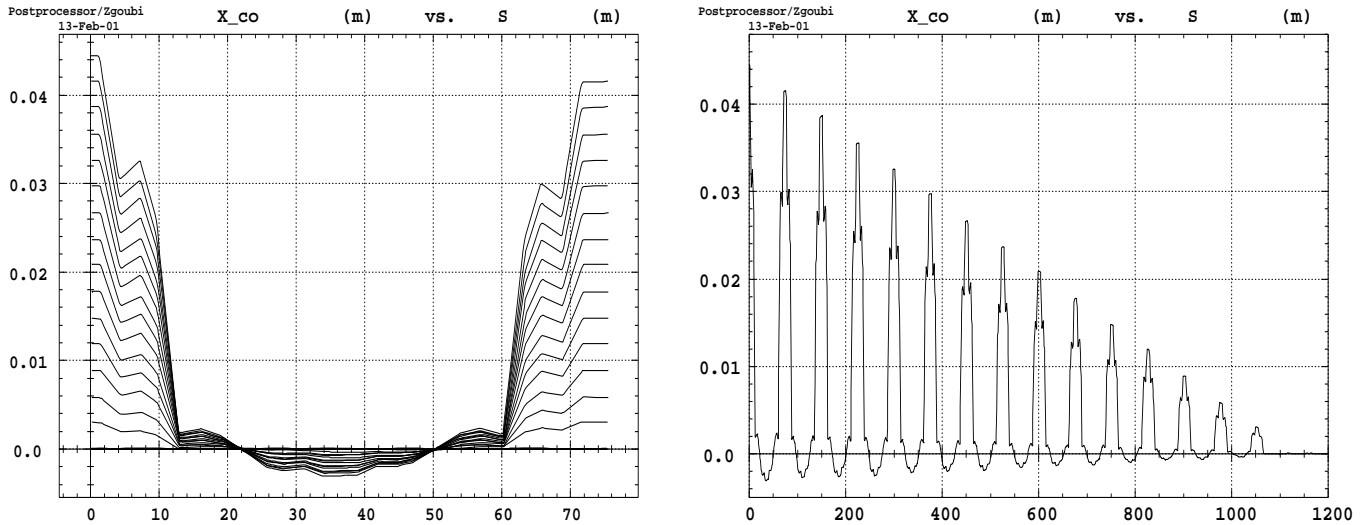 Postprocessor/Zgoubi
13-Feb-01
X_co (m) vs. S (m)
0.04
0.03
0.02
0.01
0.0
0 10 20 30 40 50 60 70
Postprocessor/Zgoubi
13-Feb-01
X_co (m) vs. S (m)
0.04
0.03
0.02
0.01
0.0
0 200 400 600 800 1000 1200